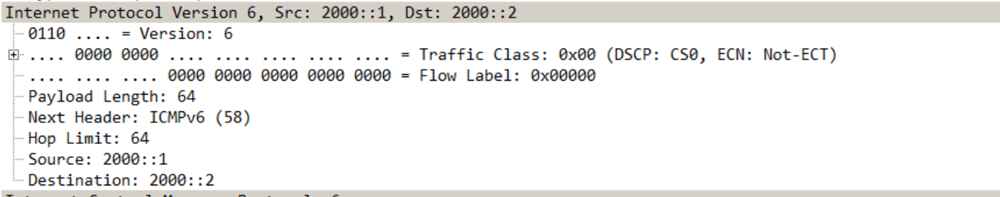 Internet Protocol Version 6, Src: 2000::1, Dst: 2000::2
0110 .... = Version: 6
.... 0000 0000 .... .... .... .... .... = Traffic Class: 0x00 (DSCP: CS0, ECN: Not-ECT)
.... .... .... 0000 0000 0000 0000 0000 = Flow Label: 0x00000
Payload Length: 64
Next Header: ICMPv6 (58)
Hop Limit: 64
Source: 2000::1
Destination: 2000::2